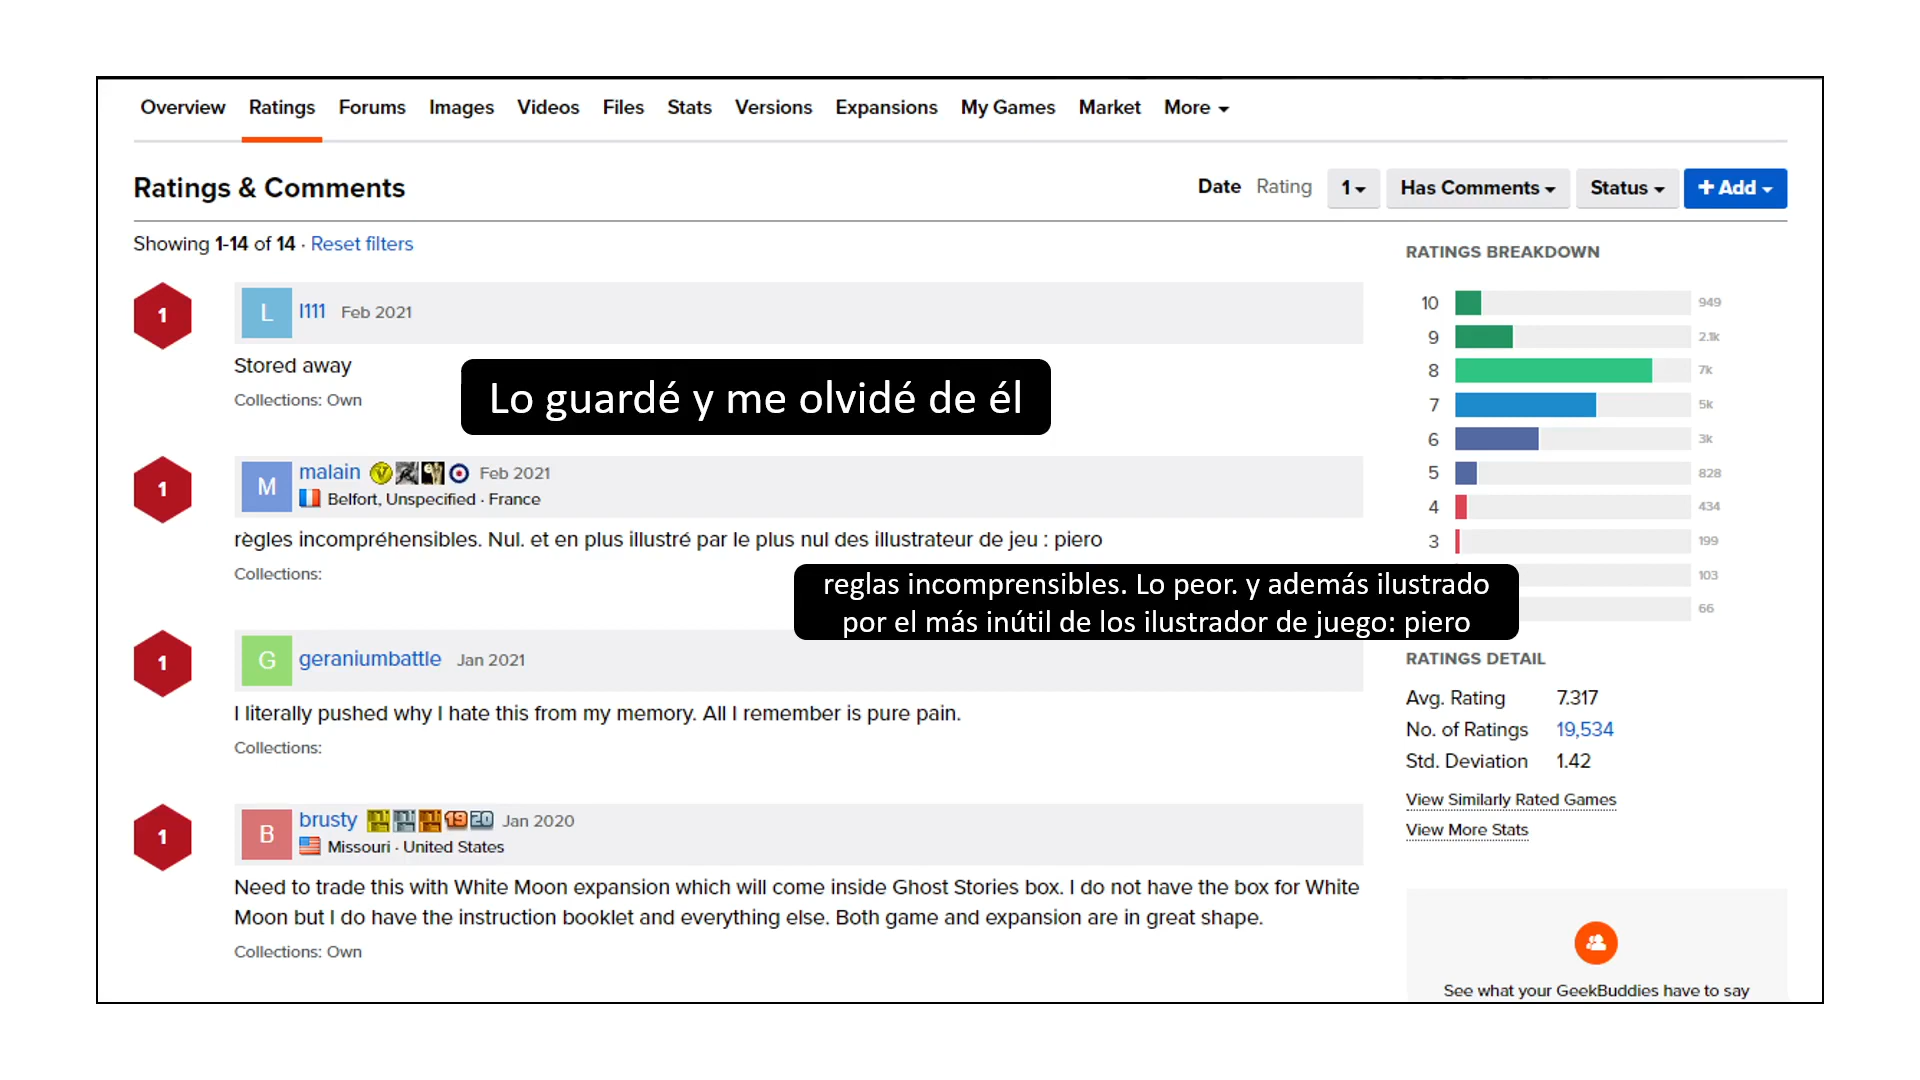 Overview Ratings Forums Images Videos Files Stats Versions Expansions My Games Market More
Ratings & Comments
Date Rating 1 Has Comments Status + Add
Showing 1-14 of 14 · Reset filters
1
L
l111 Feb 2021
Stored away
Collections: Own
Lo guardé y me olvidé de él
1
M
malain Feb 2021
Belfort, Unspecified · France
règles incompréhensibles. Nul. et en plus illustré par le plus nul des illustrateur de jeu : piero
Collections:
reglas incomprensibles. Lo peor. y además ilustrado
por el más inútil de los ilustrador de juego: piero
1
G
geraniumbattle Jan 2021
I literally pushed why I hate this from my memory. All I remember is pure pain.
Collections:
1
B
brusty 19 20 Jan 2020
Missouri · United States
Need to trade this with White Moon expansion which will come inside Ghost Stories box. I do not have the box for White
Moon but I do have the instruction booklet and everything else. Both game and expansion are in great shape.
Collections: Own
RATINGS BREAKDOWN
10 949
9 2.1k
8 7k
7 5k
6 3k
5 828
4 434
3 199
103
66
RATINGS DETAIL
Avg. Rating 7.317
No. of Ratings 19,534
Std. Deviation 1.42
View Similarly Rated Games
View More Stats
See what your GeekBuddies have to say